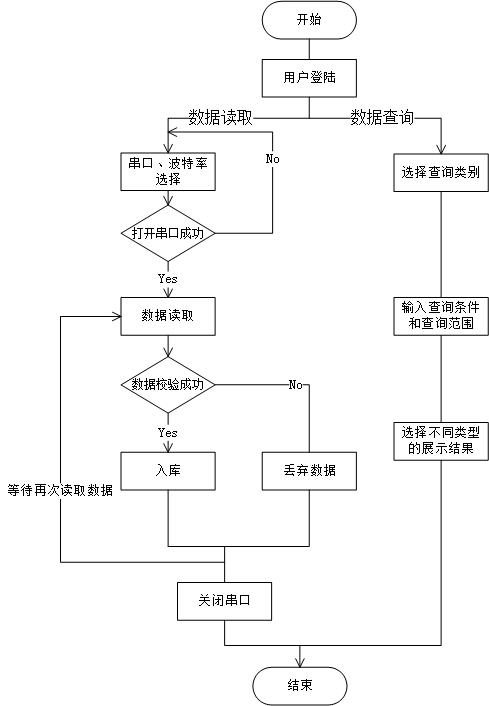 开始
用户登陆
数据读取
数据查询
串口、波特率
选择
No
选择查询类别
打开串口成功
Yes
数据读取
输入查询条件
和查询范围
数据校验成功
No
Yes
选择不同类型
的展示结果
入库
丢弃数据
等待再次读取数据
关闭串口
结束